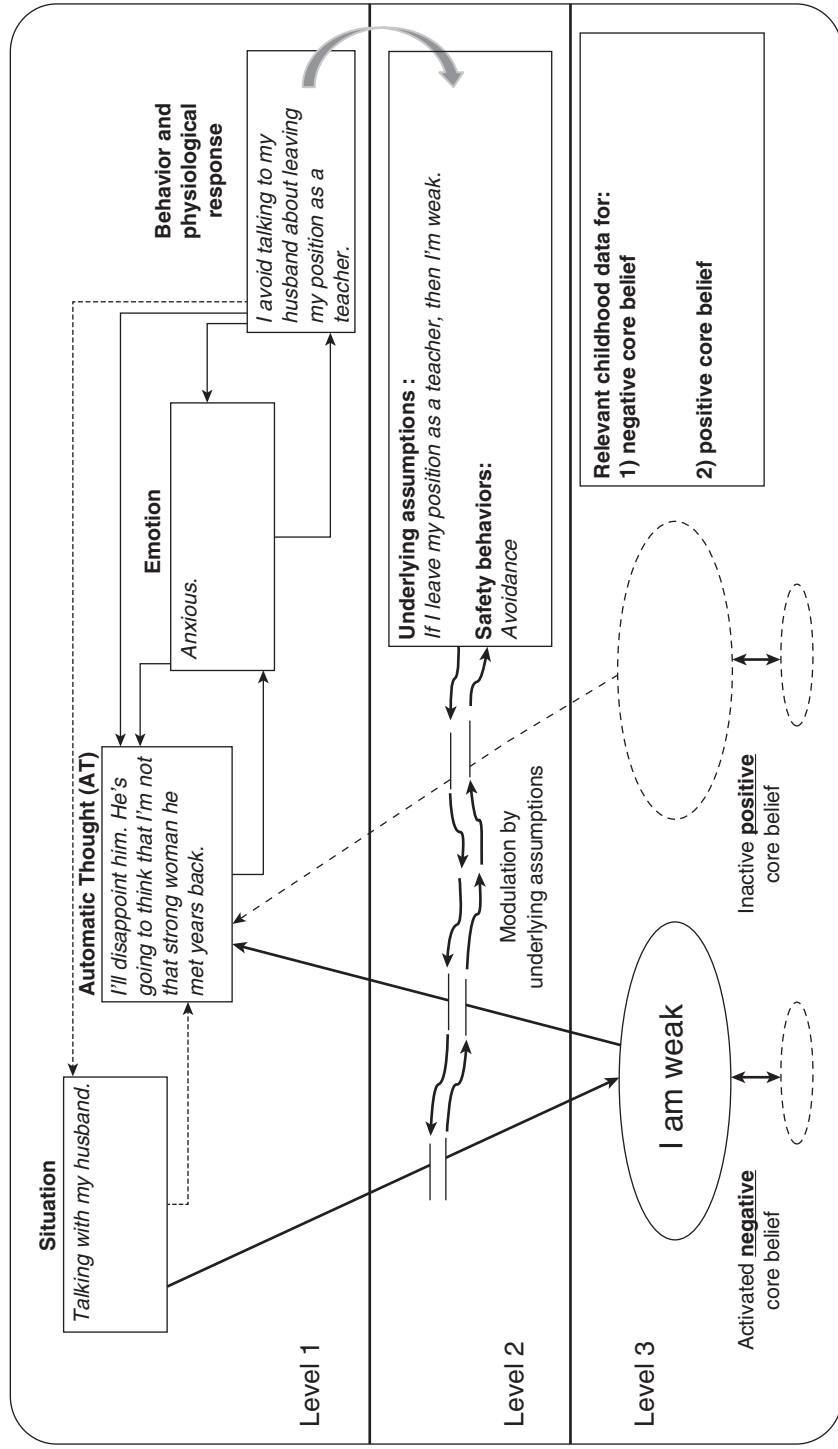 Situation
Talking with my husband.
Automatic Thought (AT)
I'll disappoint him. He's
going to think that I'm not
that strong woman he
met years back.
Emotion
Anxious.
Behavior and
physiological
response
I avoid talking to my
husband about leaving
my position as a
teacher.
Level 1
Underlying assumptions :
If I leave my position as a teacher, then I'm weak.
Safety behaviors:
Avoidance
Modulation by
underlying assumptions
Level 2
Level 3
I am weak
Activated negative
core belief
Inactive positive
core belief
Relevant childhood data for:
1) negative core belief
2) positive core belief